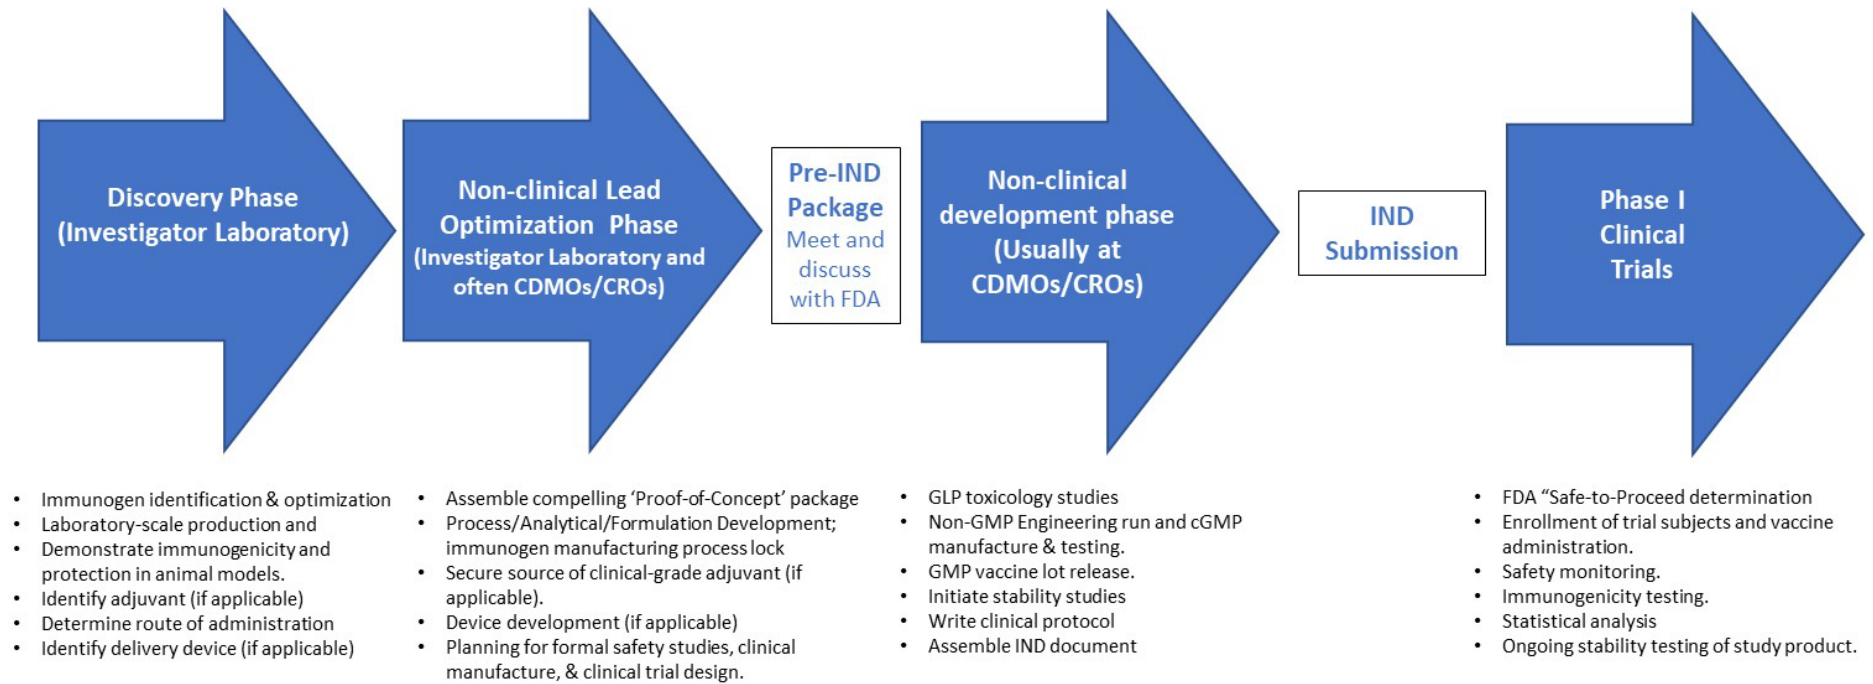 Discovery Phase
(Investigator Laboratory)
Non-clinical Lead
Optimization Phase
(Investigator Laboratory and
often CDMOs/CROs)
Pre-IND
Package
Meet and
discuss
with FDA
Non-clinical
development phase
(Usually at
CDMOs/CROs)
IND
Submission
Phase I
Clinical
Trials
• Immunogen identification & optimization
• Laboratory-scale production and
• Demonstrate immunogenicity and
protection in animal models.
• Identify adjuvant (if applicable)
• Determine route of administration
• Identify delivery device (if applicable)
• Assemble compelling ‘Proof-of-Concept’ package
• Process/Analytical/Formulation Development;
immunogen manufacturing process lock
• Secure source of clinical-grade adjuvant (if
applicable).
• Device development (if applicable)
• Planning for formal safety studies, clinical
manufacture, & clinical trial design.
• GLP toxicology studies
• Non-GMP Engineering run and cGMP
manufacture & testing.
• GMP vaccine lot release.
• Initiate stability studies
• Write clinical protocol
• Assemble IND document
• FDA “Safe-to-Proceed determination
• Enrollment of trial subjects and vaccine
administration.
• Safety monitoring.
• Immunogenicity testing.
• Statistical analysis
• Ongoing stability testing of study product.